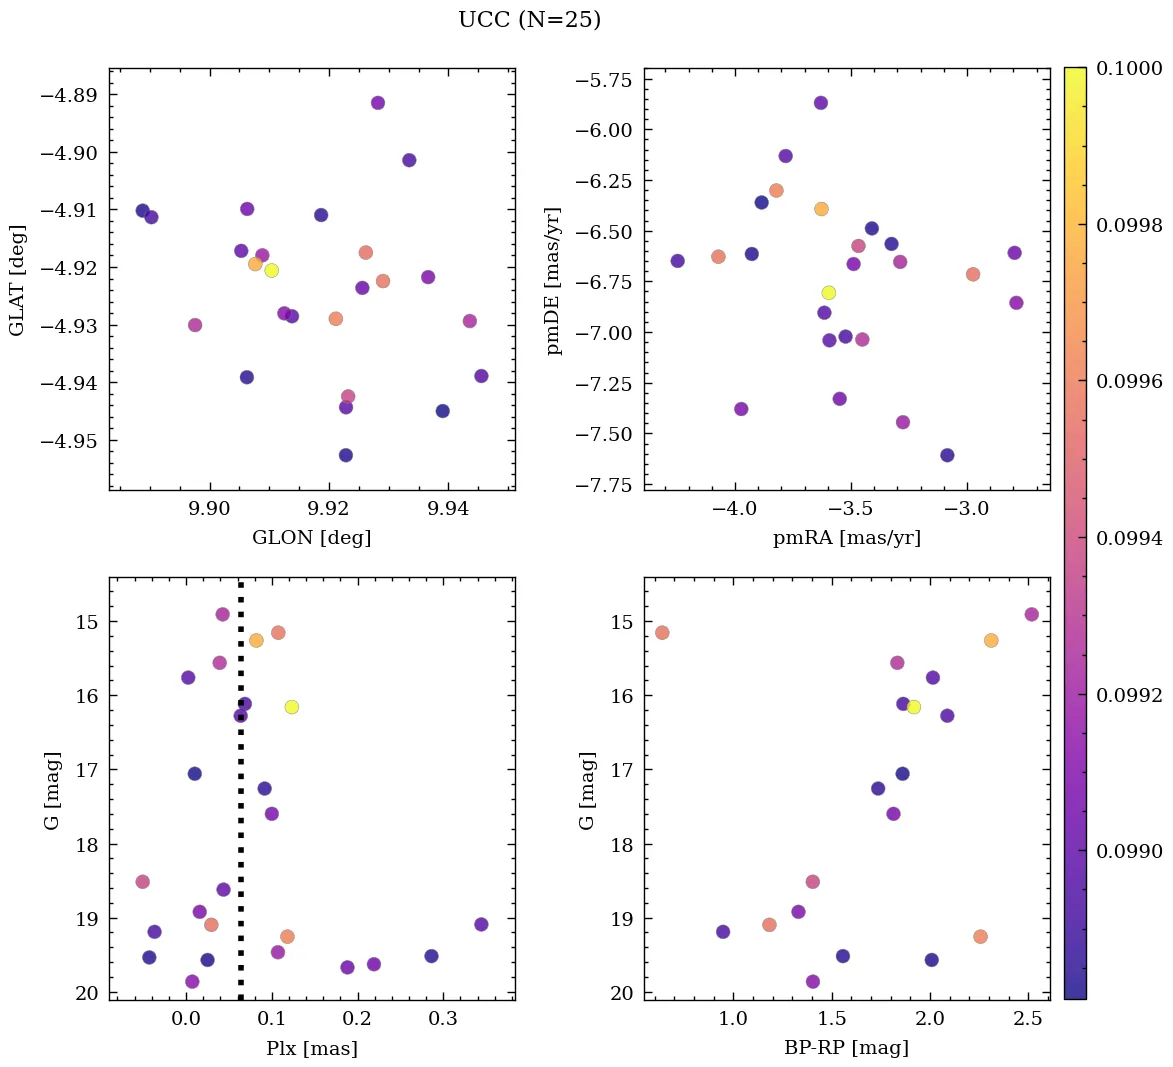 UCC (N=25)
−4.89
−4.90
−4.91
−4.92
−4.93
−4.94
−4.95
GLAT [deg]
9.90 9.92 9.94
GLON [deg]
−5.75
−6.00
−6.25
−6.50
−6.75
−7.00
−7.25
−7.50
−7.75
pmDE [mas/yr]
−4.0 −3.5 −3.0
pmRA [mas/yr]
0.1000
0.0998
0.0996
0.0994
0.0992
0.0990
15
16
17
18
19
20
G [mag]
0.0 0.1 0.2 0.3
Plx [mas]
15
16
17
18
19
20
G [mag]
1.0 1.5 2.0 2.5
BP-RP [mag]